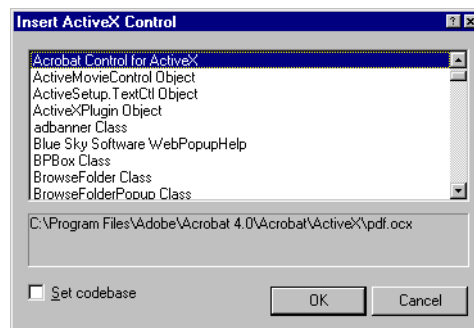 Insert ActiveX Control
Acrobat Control for ActiveX
ActiveMovieControl Object
ActiveSetup.TextCtl Object
ActiveXPlugin Object
adbanner Class
Blue Sky Software WebPopupHelp
BPBox Class
BrowseFolder Class
BrowseFolderPopup Class
C:\Program Files\Adobe\Acrobat 4.0\Acrobat\ActiveX\pdf.ocx
Set codebase
OK
Cancel